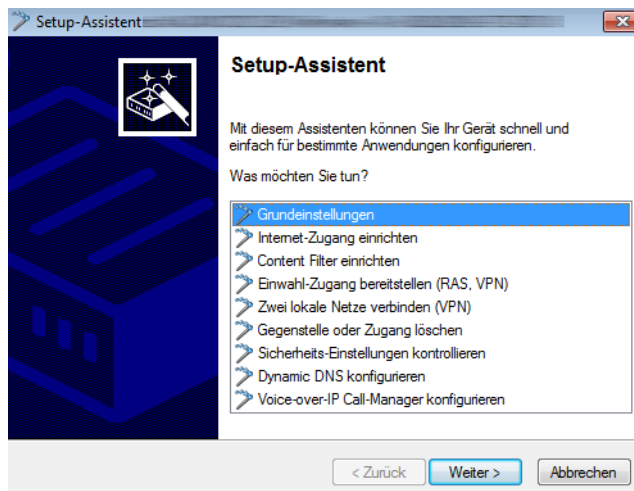 Setup-Assistent
Setup-Assistent
Mit diesem Assistenten können Sie Ihr Gerät schnell und
einfach für bestimmte Anwendungen konfigurieren.
Was möchten Sie tun?
Grundeinstellungen
Internet-Zugang einrichten
Content Filter einrichten
Einwahl-Zugang bereitstellen (RAS, VPN)
Zwei lokale Netze verbinden (VPN)
Gegenstelle oder Zugang löschen
Sicherheits-Einstellungen kontrollieren
Dynamic DNS konfigurieren
Voice-over-IP Call-Manager konfigurieren
< Zurück Weiter > Abbrechen